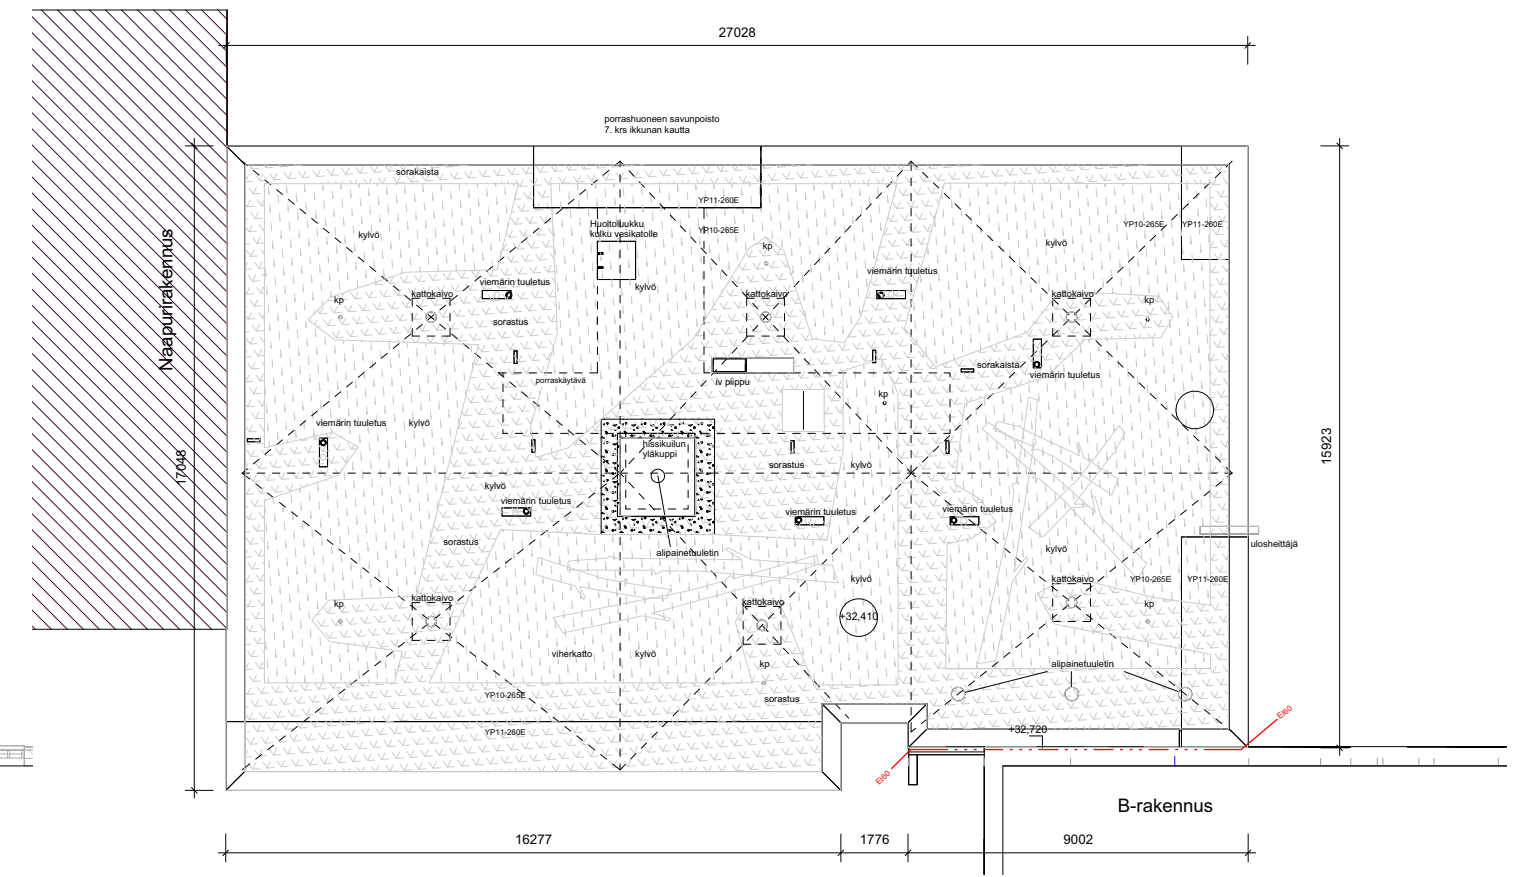 27028
porrashuoneen savunpoisto
7. krs ikkunan kautta
sorakaista
YP11-260E
Huoltoluukku
kulku vesikatolle
YP10-265E
YP10-265E
YP11-260E
kylvö
kp
kylvö
viemärin tuuletus
viemärin tuuletus
kylvö
kattokaivo
kattokaivo
kattokaivo
kp
kp
sorastus
Naapurirakennus
porraskäytävä
iv piippu
sorakaista
viemärin tuuletus
kp
viemärin tuuletus
kylvö
17048
15923
hissikuilun
yläkuppi
sorastus
kylvö
kylvö
viemärin tuuletus
viemärin tuuletus
viemärin tuuletus
sorastus
alipainetuuletin
kylvö
ulosheittäjä
kylvö
kattokaivo
YP10-265E
YP11-260E
kattokaivo
kattokaivo
kp
kp
+32,410
viherkatto
kylvö
kp
alipainetuuletin
YP10-265E
sorastus
EI60
YP11-260E
+32,720
EI60
B-rakennus
16277
1776
9002